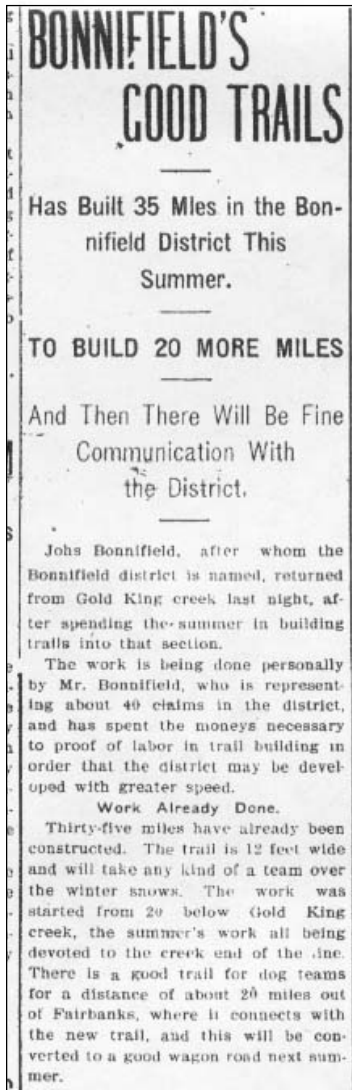 BONNIFIELD'S
GOOD TRAILS
Has Built 35 Mles in the Bon-
nifield District This
Summer.
TO BUILD 20 MORE MILES
And Then There Will Be Fine
Communication With
the District.
Johs Bonnifield, after whom the
Bonnifield district is named, returned
from Gold King creek last night, af-
ter spending the summer in building
trails into that section.
The work is being done personally
by Mr. Bonnifield, who is represent-
ing about 40 claims in the district,
and has spent the moneys necessary
to proof of labor in trail building in
order that the district may be devel-
oped with greater speed.
Work Already Done.
Thirty-five miles have already been
constructed. The trail is 12 feet wide
and will take any kind of a team over
the winter snows. The work was
started from 20 below Gold King
creek, the summer's work all being
devoted to the creek end of the .ine.
There is a good trail for dog teams
for a distance of about 20 miles out
of Fairbanks, where it connects with
the new trail, and this will be con-
verted to a good wagon road next sum-
mer.